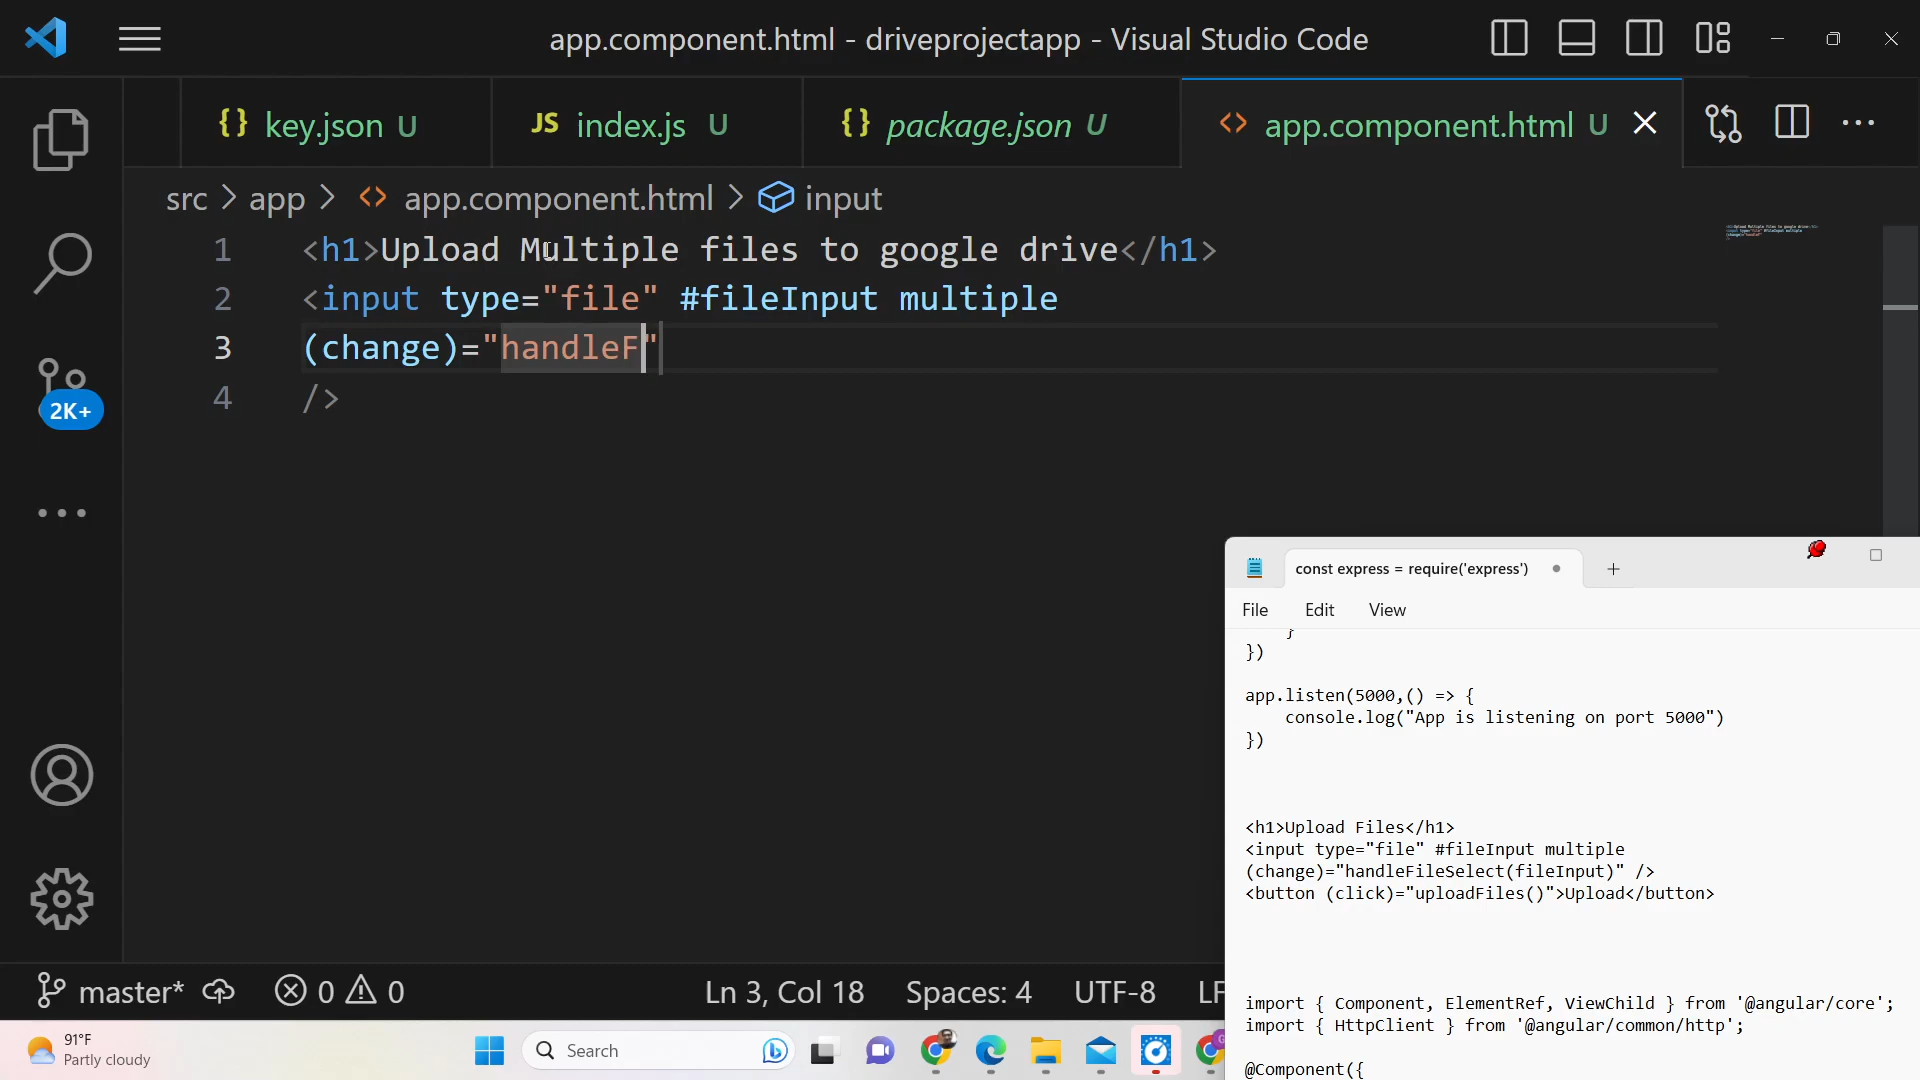 app.component.html - driveprojectapp - Visual Studio Code
{} key.json U
JS index.js U
{} package.json U
<> app.component.html U
src > app > <> app.component.html > input
1 <h1>Upload Multiple files to google drive</h1>
2 <input type="file" #fileInput multiple
3 (change)="handleF"
4 />
2K+
master*
0 0
Ln 3, Col 18
Spaces: 4
UTF-8
LF
const express = require('express')
File Edit View
}
})
app.listen(5000,() => {
console.log("App is listening on port 5000")
})
<h1>Upload Files</h1>
<input type="file" #fileInput multiple
(change)="handleFileSelect(fileInput)" />
<button (click)="uploadFiles()">Upload</button>
import { Component, ElementRef, ViewChild } from '@angular/core';
import { HttpClient } from '@angular/common/http';
@Component({
91°F
Partly cloudy
Search